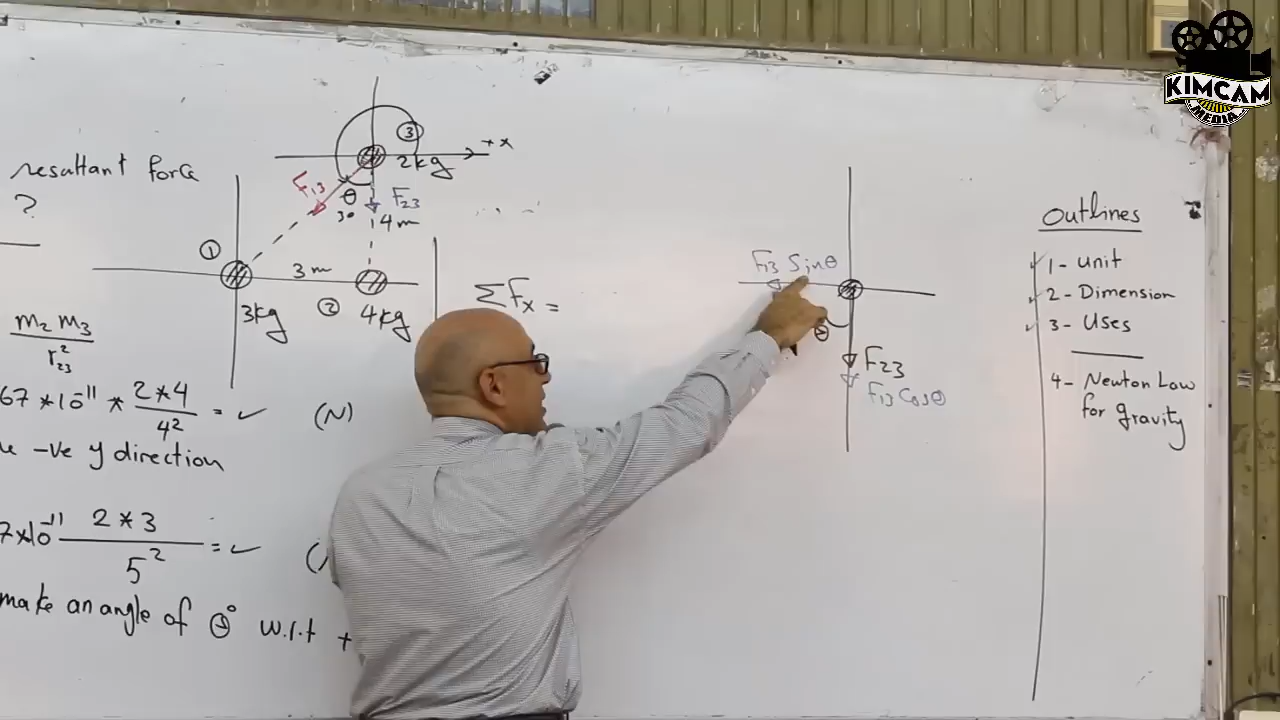 KIMCAM
MEDIA
resultant force
?
m2 m3
r23²
67 *10^-11 * 2*4 = ✓ (N)
4²
-ve y direction
7x10^-11 2*3 = ✓
5²
make an angle of θ° w.r.t +
3
+x
2kg
F13
θ
F23
4m
1
3m
3kg
2
4kg
ΣFx =
F13 Sinθ
θ
F23
F13 Cosθ
Outlines
1- Unit
2- Dimension
3- Uses
4- Newton Law
for gravity